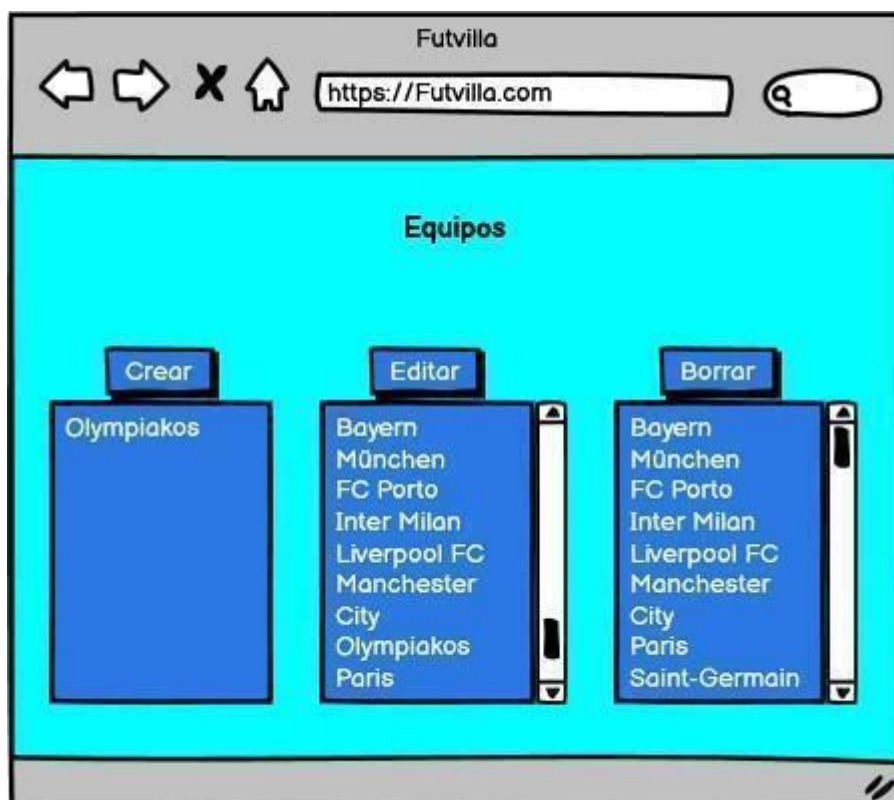 Futvilla
https://Futvilla.com
Equipos
Crear
Olympiakos
Editar
Bayern
München
FC Porto
Inter Milan
Liverpool FC
Manchester
City
Olympiakos
Paris
Borrar
Bayern
München
FC Porto
Inter Milan
Liverpool FC
Manchester
City
Paris
Saint-Germain